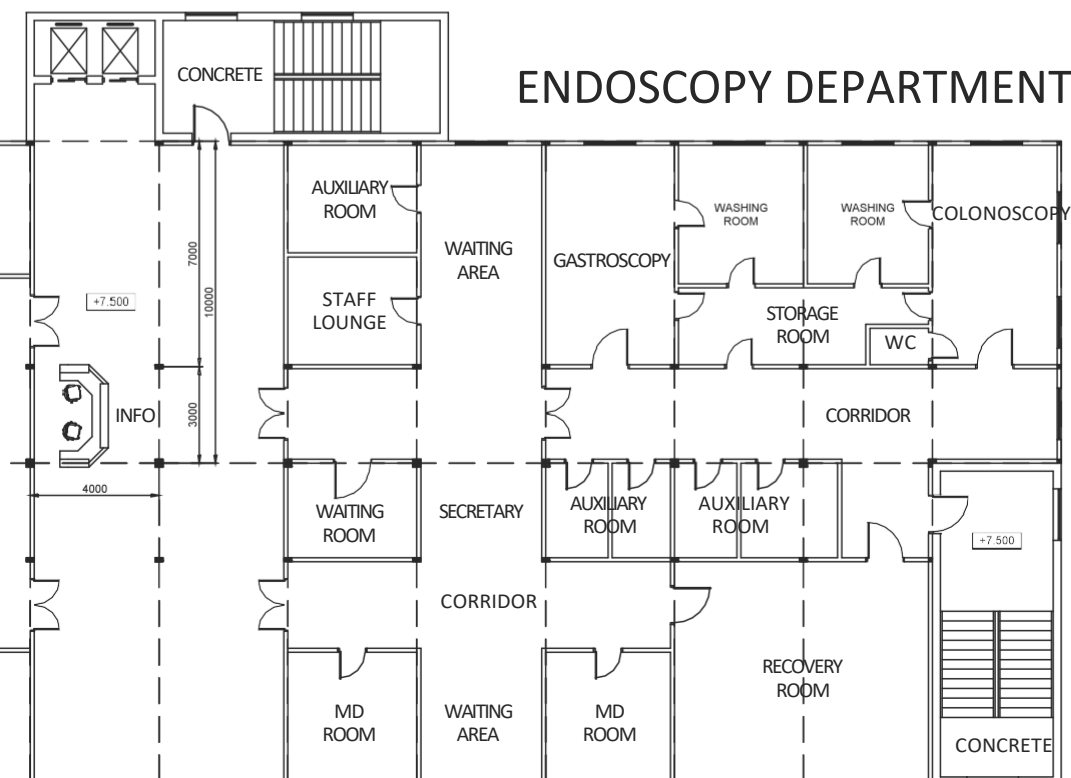 ENDOSCOPY DEPARTMENT
CONCRETE
AUXILIARY
ROOM
WASHING
ROOM
WASHING
ROOM
COLONOSCOPY
WAITING
AREA
GASTROSCOPY
7000
10000
+7.500
STAFF
LOUNGE
STORAGE
ROOM
WC
INFO
3000
CORRIDOR
4000
WAITING
ROOM
SECRETARY
AUXILIARY
ROOM
AUXILIARY
ROOM
+7.500
CORRIDOR
RECOVERY
ROOM
MD
ROOM
WAITING
AREA
MD
ROOM
CONCRETE